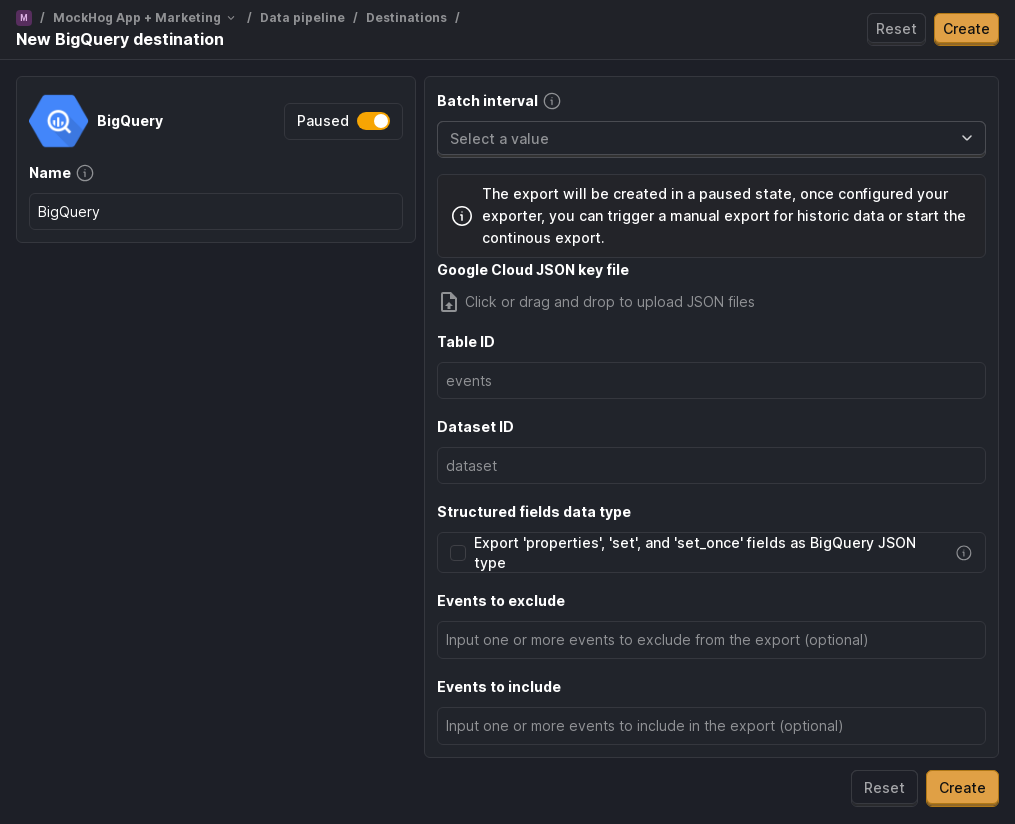 M / MockHog App + Marketing / Data pipeline / Destinations /
New BigQuery destination
Reset Create
BigQuery
Paused
Name
BigQuery
Batch interval
Select a value
The export will be created in a paused state, once configured your
exporter, you can trigger a manual export for historic data or start the
continous export.
Google Cloud JSON key file
Click or drag and drop to upload JSON files
Table ID
events
Dataset ID
dataset
Structured fields data type
Export 'properties', 'set', and 'set_once' fields as BigQuery JSON
type
Events to exclude
Input one or more events to exclude from the export (optional)
Events to include
Input one or more events to include in the export (optional)
Reset Create